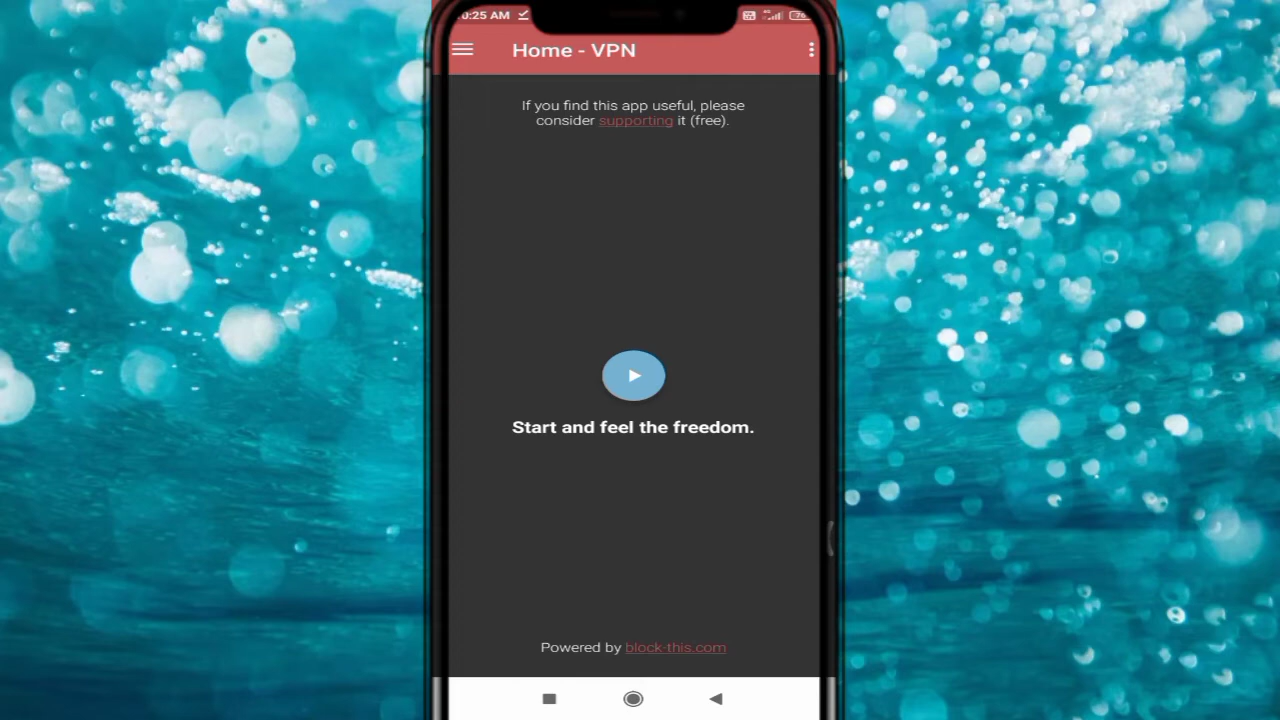 0:25 AM
Home - VPN
If you find this app useful, please
consider supporting it (free).
Start and feel the freedom.
Powered by block-this.com